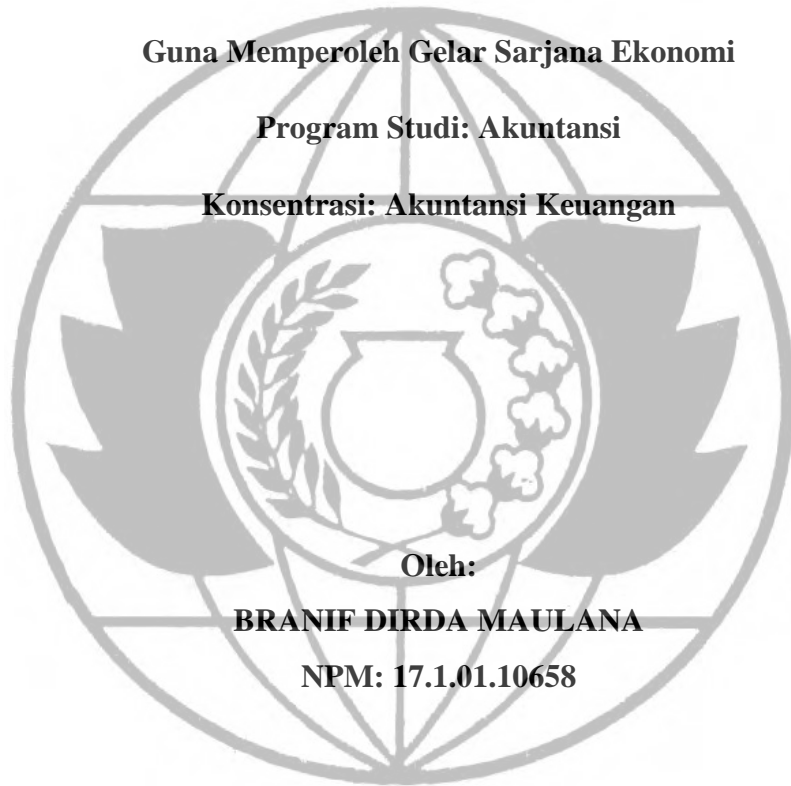 Guna Memperoleh Gelar Sarjana Ekonomi
Program Studi: Akuntansi
Konsentrasi: Akuntansi Keuangan
Oleh:
BRANIF DIRDA MAULANA
NPM: 17.1.01.10658